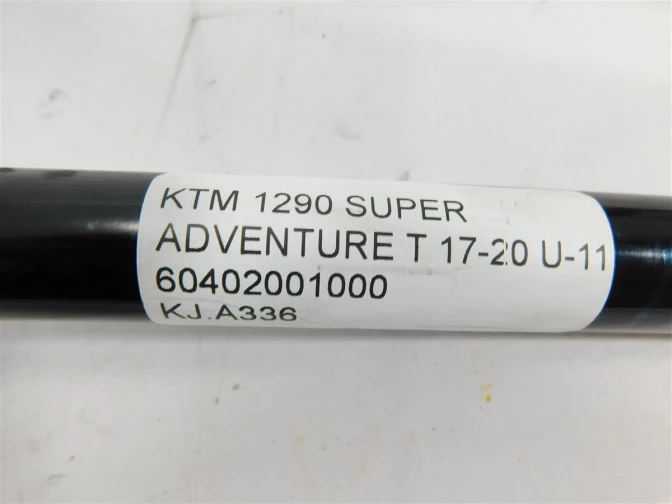 KTM 1290 SUPER
ADVENTURE T 17-20 U-11
60402001000
KJ.A336